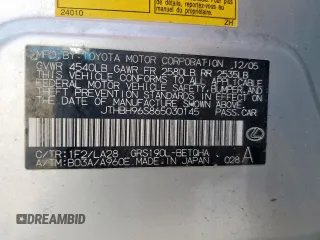 24010
ZH
MFD. BY: TOYOTA MOTOR CORPORATION 12/05
GVWR 4540LB GAWR FR 2580LB RR 2535LB
THIS VEHICLE CONFORMS TO ALL APPLICABLE
FEDERAL MOTOR VEHICLE SAFETY, BUMPER, AND
THEFT PREVENTION STANDARDS IN EFFECT ON
THE DATE OF MANUFACTURE SHOWN ABOVE.
JTHBH96S865030145 PASS. CAR
C/TR: 1F2/LA28 GRS190L-BETQHA
A/TM: B03A/A960E MADE IN JAPAN 028 A